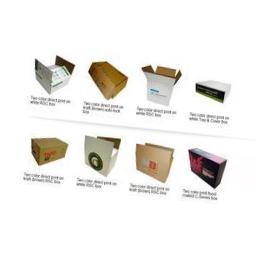 Two color direct print on
white RSC box
Two color direct print on
kraft (brown) auto lock
box
Two color direct print on
white RSC box
Two color direct print on
white Tray & Cover box
Two color direct print on
kraft (brown) RSC box
Two color direct print on
white RSC box
Two color direct print on
kraft (brown) RSC box
Two color print flood
coated C-Series box